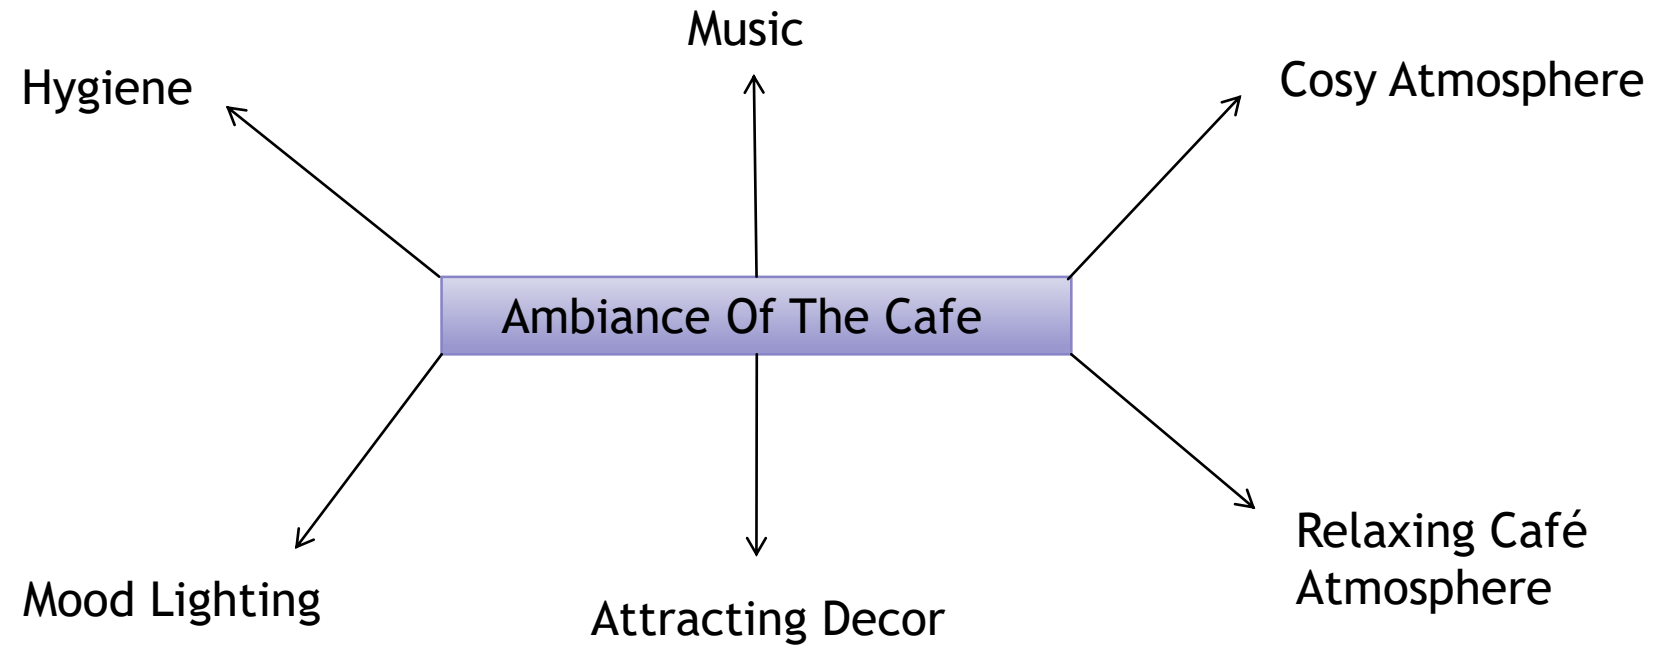 Music
Hygiene
Cosy Atmosphere
Ambiance Of The Cafe
Relaxing Café
Atmosphere
Mood Lighting
Attracting Decor